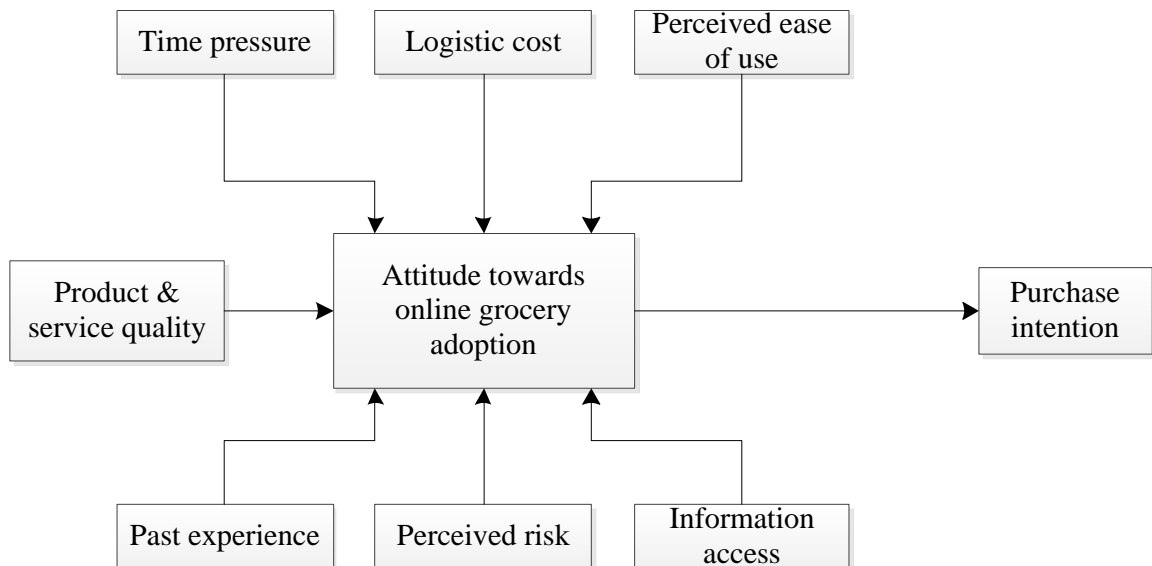 Time pressure
Logistic cost
Perceived ease
of use
Product &
service quality
Attitude towards
online grocery
adoption
Purchase
intention
Past experience
Perceived risk
Information
access